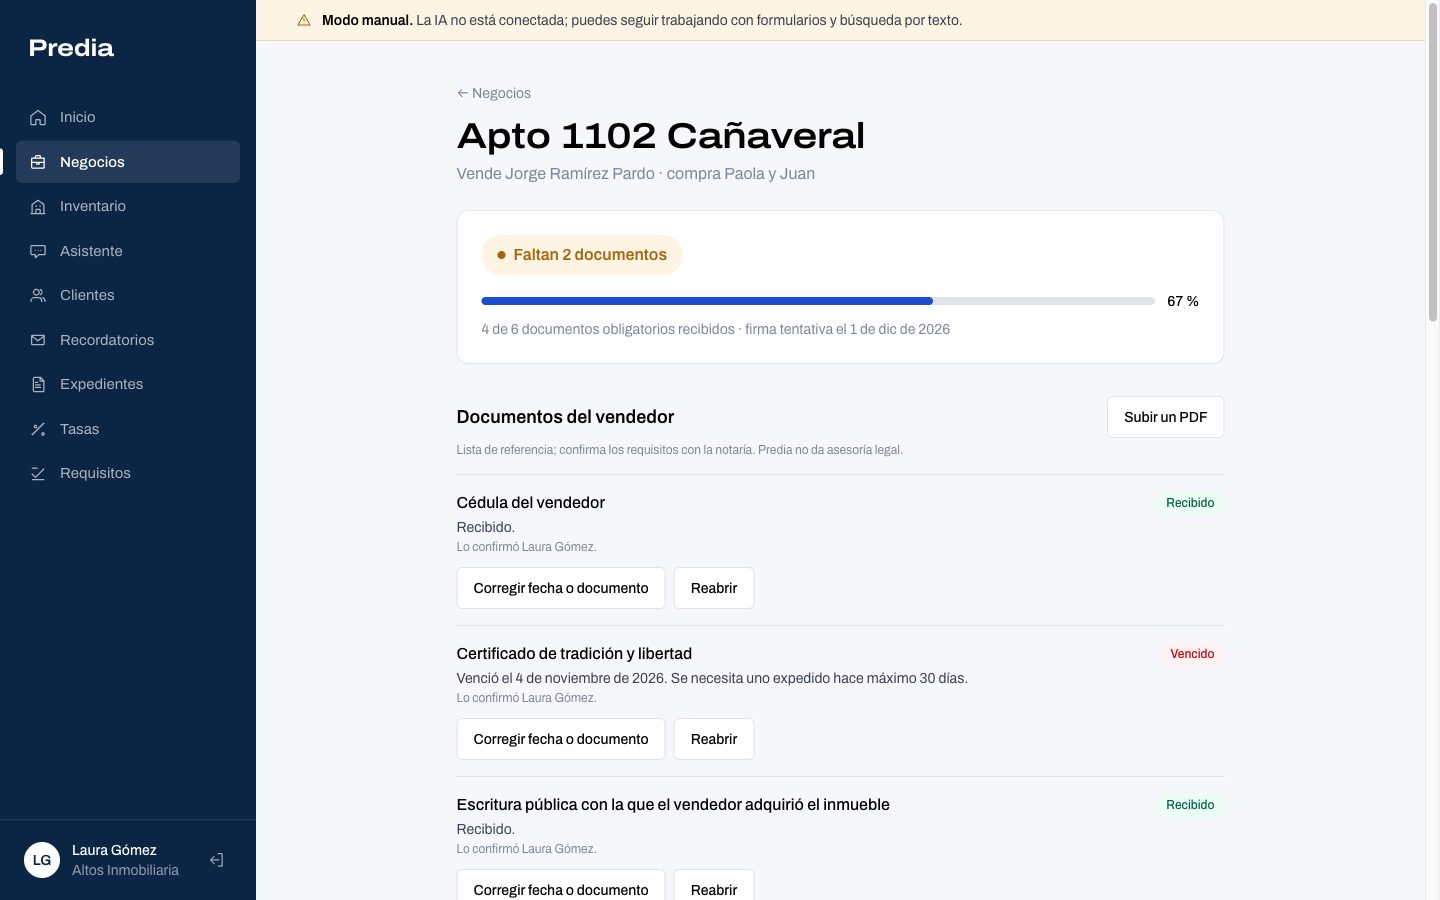 Predia
Inicio
Negocios
Inventario
Asistente
Clientes
Recordatorios
Expedientes
Tasas
Requisitos
LG
Laura Gómez
Altos Inmobiliaria
Modo manual. La IA no está conectada; puedes seguir trabajando con formularios y búsqueda por texto.
← Negocios
Apto 1102 Cañaveral
Vende Jorge Ramírez Pardo · compra Paola y Juan
Faltan 2 documentos
67 %
4 de 6 documentos obligatorios recibidos · firma tentativa el 1 de dic de 2026
Documentos del vendedor
Subir un PDF
Lista de referencia; confirma los requisitos con la notaría. Predia no da asesoría legal.
Cédula del vendedor
Recibido
Recibido.
Lo confirmó Laura Gómez.
Corregir fecha o documento
Reabrir
Certificado de tradición y libertad
Vencido
Venció el 4 de noviembre de 2026. Se necesita uno expedido hace máximo 30 días.
Lo confirmó Laura Gómez.
Corregir fecha o documento
Reabrir
Escritura pública con la que el vendedor adquirió el inmueble
Recibido
Recibido.
Lo confirmó Laura Gómez.
Corregir fecha o documento
Reabrir